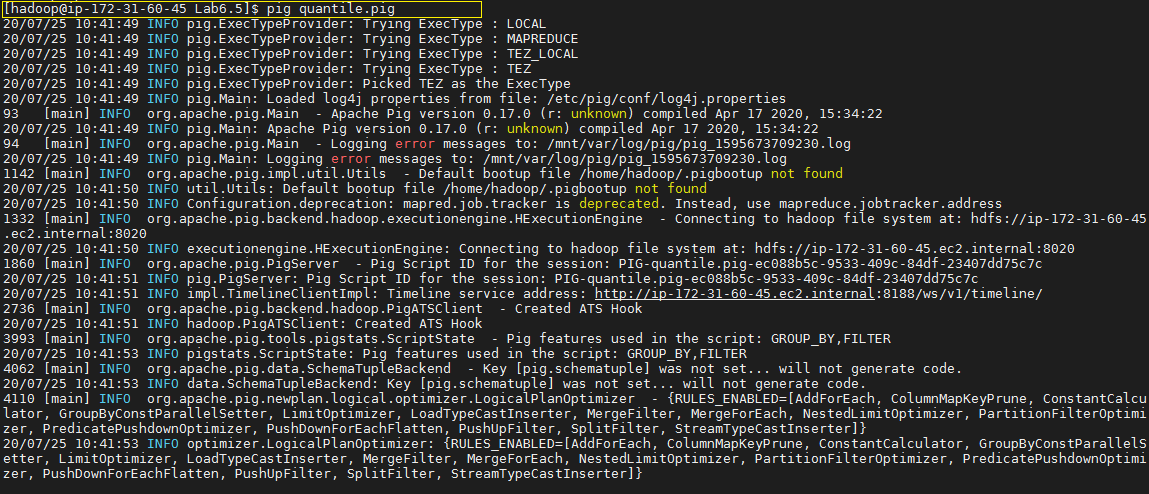 [hadoop@ip-172-31-60-45 Lab6.5]$ pig quantile.pig
20/07/25 10:41:49 INFO pig.ExecTypeProvider: Trying ExecType : LOCAL
20/07/25 10:41:49 INFO pig.ExecTypeProvider: Trying ExecType : MAPREDUCE
20/07/25 10:41:49 INFO pig.ExecTypeProvider: Trying ExecType : TEZ_LOCAL
20/07/25 10:41:49 INFO pig.ExecTypeProvider: Trying ExecType : TEZ
20/07/25 10:41:49 INFO pig.ExecTypeProvider: Picked TEZ as the ExecType
20/07/25 10:41:49 INFO pig.Main: Loaded log4j properties from file: /etc/pig/conf/log4j.properties
93   [main] INFO  org.apache.pig.Main  - Apache Pig version 0.17.0 (r: unknown) compiled Apr 17 2020, 15:34:22
20/07/25 10:41:49 INFO pig.Main: Apache Pig version 0.17.0 (r: unknown) compiled Apr 17 2020, 15:34:22
94   [main] INFO  org.apache.pig.Main  - Logging error messages to: /mnt/var/log/pig/pig_1595673709230.log
20/07/25 10:41:49 INFO pig.Main: Logging error messages to: /mnt/var/log/pig/pig_1595673709230.log
1142 [main] INFO  org.apache.pig.impl.util.Utils  - Default bootup file /home/hadoop/.pigbootup not found
20/07/25 10:41:50 INFO util.Utils: Default bootup file /home/hadoop/.pigbootup not found
20/07/25 10:41:50 INFO Configuration.deprecation: mapred.job.tracker is deprecated. Instead, use mapreduce.jobtracker.address
1332 [main] INFO  org.apache.pig.backend.hadoop.executionengine.HExecutionEngine  - Connecting to hadoop file system at: hdfs://ip-172-31-60-45
.ec2.internal:8020
20/07/25 10:41:50 INFO executionengine.HExecutionEngine: Connecting to hadoop file system at: hdfs://ip-172-31-60-45.ec2.internal:8020
1860 [main] INFO  org.apache.pig.PigServer  - Pig Script ID for the session: PIG-quantile.pig-ec088b5c-9533-409c-84df-23407dd75c7c
20/07/25 10:41:51 INFO pig.PigServer: Pig Script ID for the session: PIG-quantile.pig-ec088b5c-9533-409c-84df-23407dd75c7c
20/07/25 10:41:51 INFO impl.TimelineClientImpl: Timeline service address: http://ip-172-31-60-45.ec2.internal:8188/ws/v1/timeline/
2736 [main] INFO  org.apache.pig.backend.hadoop.PigATSClient  - Created ATS Hook
20/07/25 10:41:51 INFO hadoop.PigATSClient: Created ATS Hook
3993 [main] INFO  org.apache.pig.tools.pigstats.ScriptState  - Pig features used in the script: GROUP_BY,FILTER
20/07/25 10:41:53 INFO pigstats.ScriptState: Pig features used in the script: GROUP_BY,FILTER
4062 [main] INFO  org.apache.pig.data.SchemaTupleBackend  - Key [pig.schematuple] was not set... will not generate code.
20/07/25 10:41:53 INFO data.SchemaTupleBackend: Key [pig.schematuple] was not set... will not generate code.
4110 [main] INFO  org.apache.pig.newplan.logical.optimizer.LogicalPlanOptimizer  - {RULES_ENABLED=[AddForEach, ColumnMapKeyPrune, ConstantCalcu
lator, GroupByConstParallelSetter, LimitOptimizer, LoadTypeCastInserter, MergeFilter, MergeForEach, NestedLimitOptimizer, PartitionFilterOptimi
zer, PredicatePushdownOptimizer, PushDownForEachFlatten, PushUpFilter, SplitFilter, StreamTypeCastInserter]}
20/07/25 10:41:53 INFO optimizer.LogicalPlanOptimizer: {RULES_ENABLED=[AddForEach, ColumnMapKeyPrune, ConstantCalculator, GroupByConstParallelS
etter, LimitOptimizer, LoadTypeCastInserter, MergeFilter, MergeForEach, NestedLimitOptimizer, PartitionFilterOptimizer, PredicatePushdownOptimi
zer, PushDownForEachFlatten, PushUpFilter, SplitFilter, StreamTypeCastInserter]}